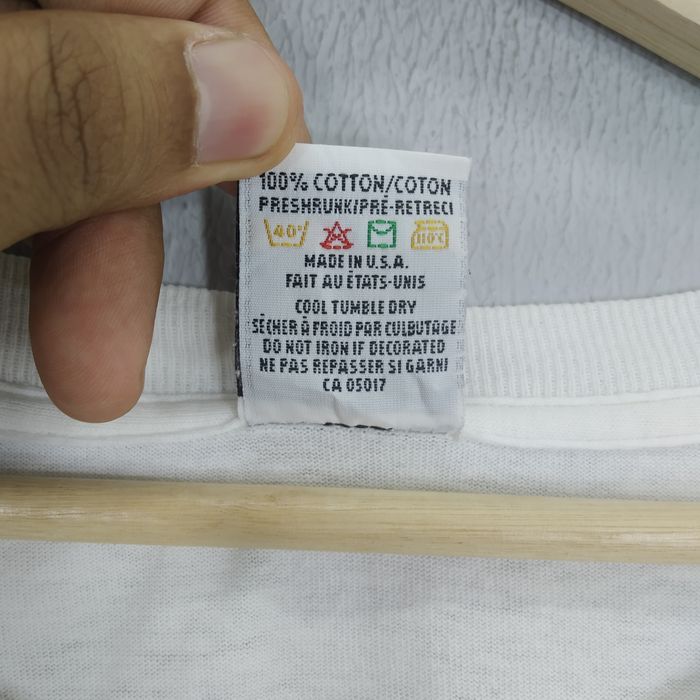 100% COTTON/COTON
PRESHRUNK/PRÉ-RETRECI
40° 110°C
MADE IN U.S.A.
FAIT AU ÉTATS-UNIS
COOL TUMBLE DRY
SÉCHER À FROID PAR CULBUTAGE
DO NOT IRON IF DECORATED
NE PAS REPASSER SI GARNI
CA 05017